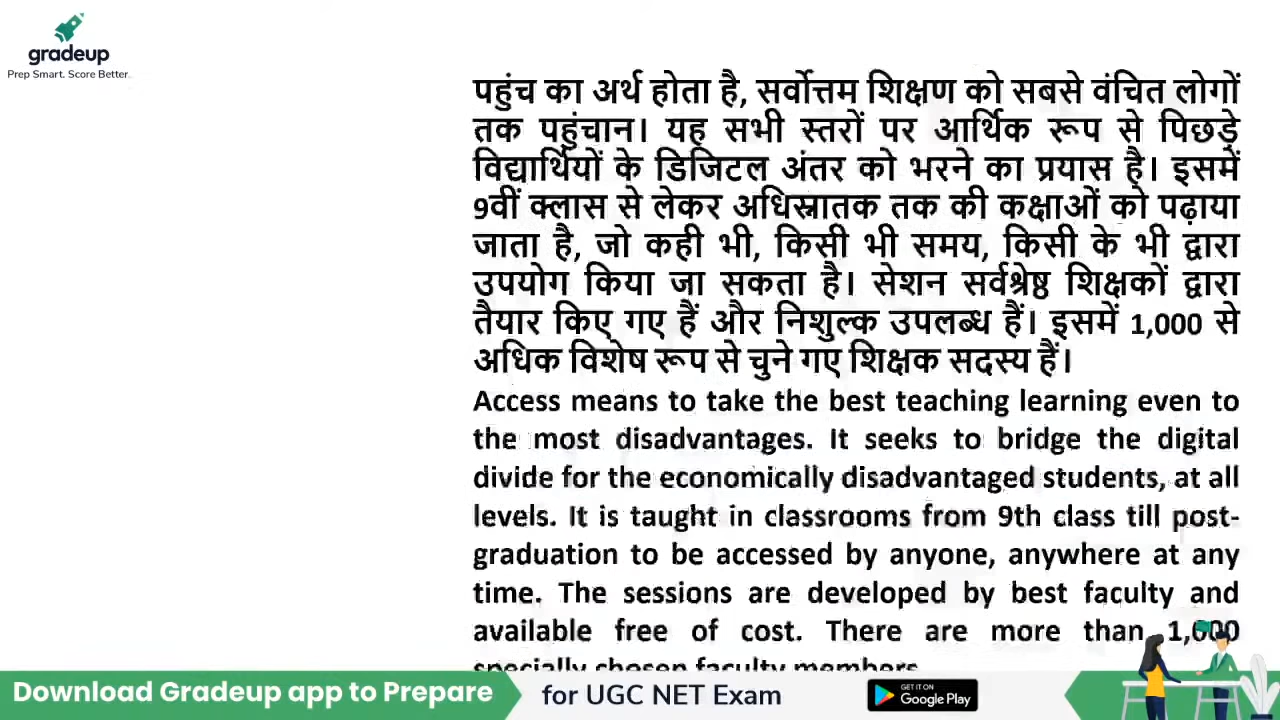 gradeup
Prep Smart. Score Better.
पहुंच का अर्थ होता है, सर्वोत्तम शिक्षण को सबसे वंचित लोगों
तक पहुंचान। यह सभी स्तरों पर आर्थिक रूप से पिछड़े
विद्यार्थियों के डिजिटल अंतर को भरने का प्रयास है। इसमें
9वीं क्लास से लेकर अधिस्नातक तक की कक्षाओं को पढ़ाया
जाता है, जो कही भी, किसी भी समय, किसी के भी द्वारा
उपयोग किया जा सकता है। सेशन सर्वश्रेष्ठ शिक्षकों द्वारा
तैयार किए गए हैं और निशुल्क उपलब्ध हैं। इसमें 1,000 से
अधिक विशेष रूप से चुने गए शिक्षक सदस्य हैं।
Access means to take the best teaching learning even to
the most disadvantages. It seeks to bridge the digital
divide for the economically disadvantaged students, at all
levels. It is taught in classrooms from 9th class till post-
graduation to be accessed by anyone, anywhere at any
time. The sessions are developed by best faculty and
available free of cost. There are more than 1,000
specially chosen faculty members.
Download Gradeup app to Prepare for UGC NET Exam
GET IT ON
Google Play